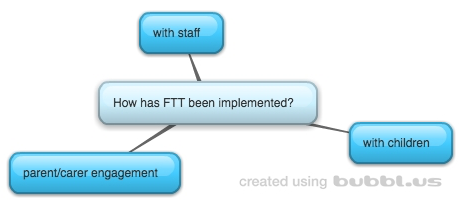 with staff
How has FTT been implemented?
with children
parent/carer engagement
created using bubbl.us